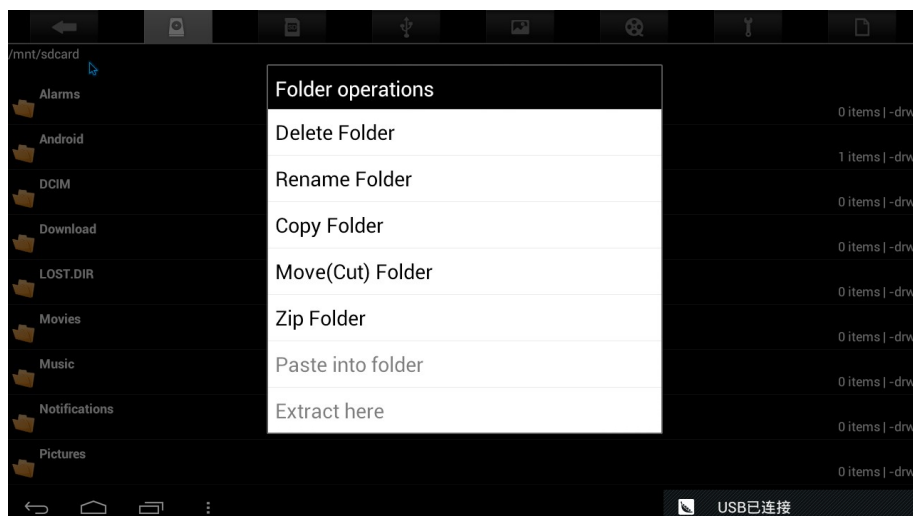 /mnt/sdcard
Alarms
0 items | -drw
Android
1 items | -drw
DCIM
0 items | -drw
Download
0 items | -drw
LOST.DIR
0 items | -drw
Movies
0 items | -drw
Music
0 items | -drw
Notifications
0 items | -drw
Pictures
0 items | -drw
Folder operations
Delete Folder
Rename Folder
Copy Folder
Move(Cut) Folder
Zip Folder
Paste into folder
Extract here
USB已连接